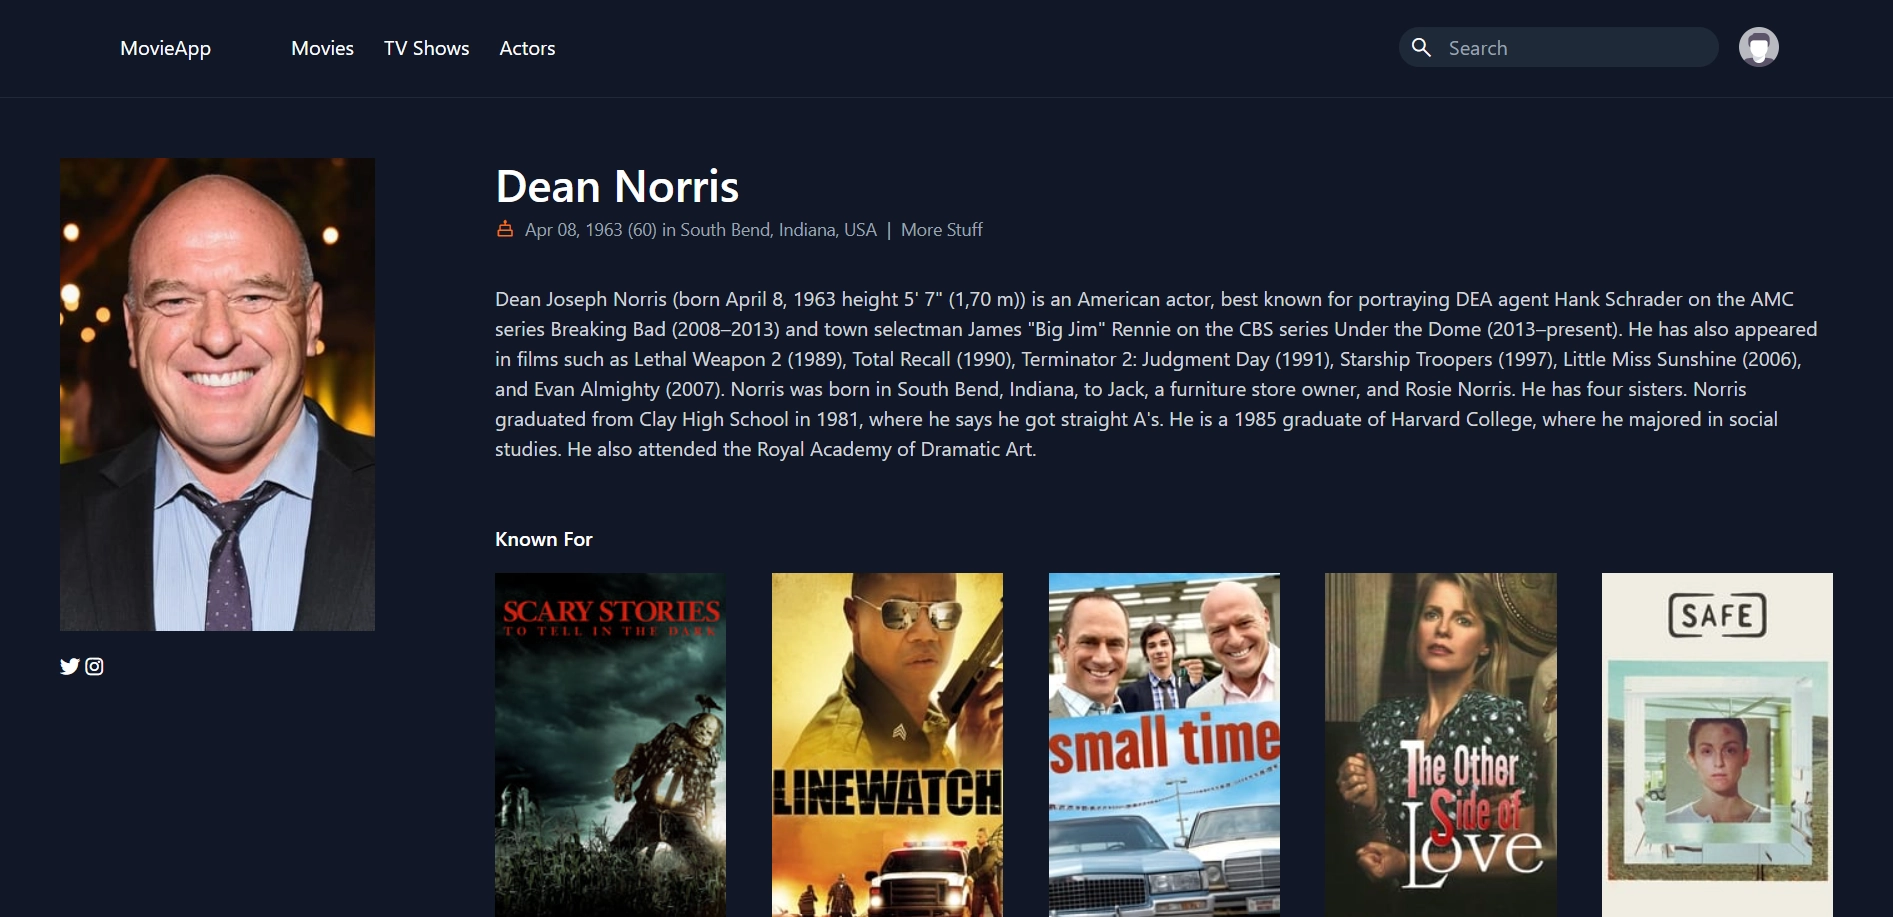 MovieApp
Movies
TV Shows
Actors
Search
Dean Norris
Apr 08, 1963 (60) in South Bend, Indiana, USA | More Stuff
Dean Joseph Norris (born April 8, 1963 height 5' 7" (1,70 m)) is an American actor, best known for portraying DEA agent Hank Schrader on the AMC
series Breaking Bad (2008–2013) and town selectman James "Big Jim" Rennie on the CBS series Under the Dome (2013–present). He has also appeared
in films such as Lethal Weapon 2 (1989), Total Recall (1990), Terminator 2: Judgment Day (1991), Starship Troopers (1997), Little Miss Sunshine (2006),
and Evan Almighty (2007). Norris was born in South Bend, Indiana, to Jack, a furniture store owner, and Rosie Norris. He has four sisters. Norris
graduated from Clay High School in 1981, where he says he got straight A's. He is a 1985 graduate of Harvard College, where he majored in social
studies. He also attended the Royal Academy of Dramatic Art.
Known For
SCARY STORIES
TO TELL IN THE DARK
LINEWATCH
small time
The Other
Side of
Love
SAFE